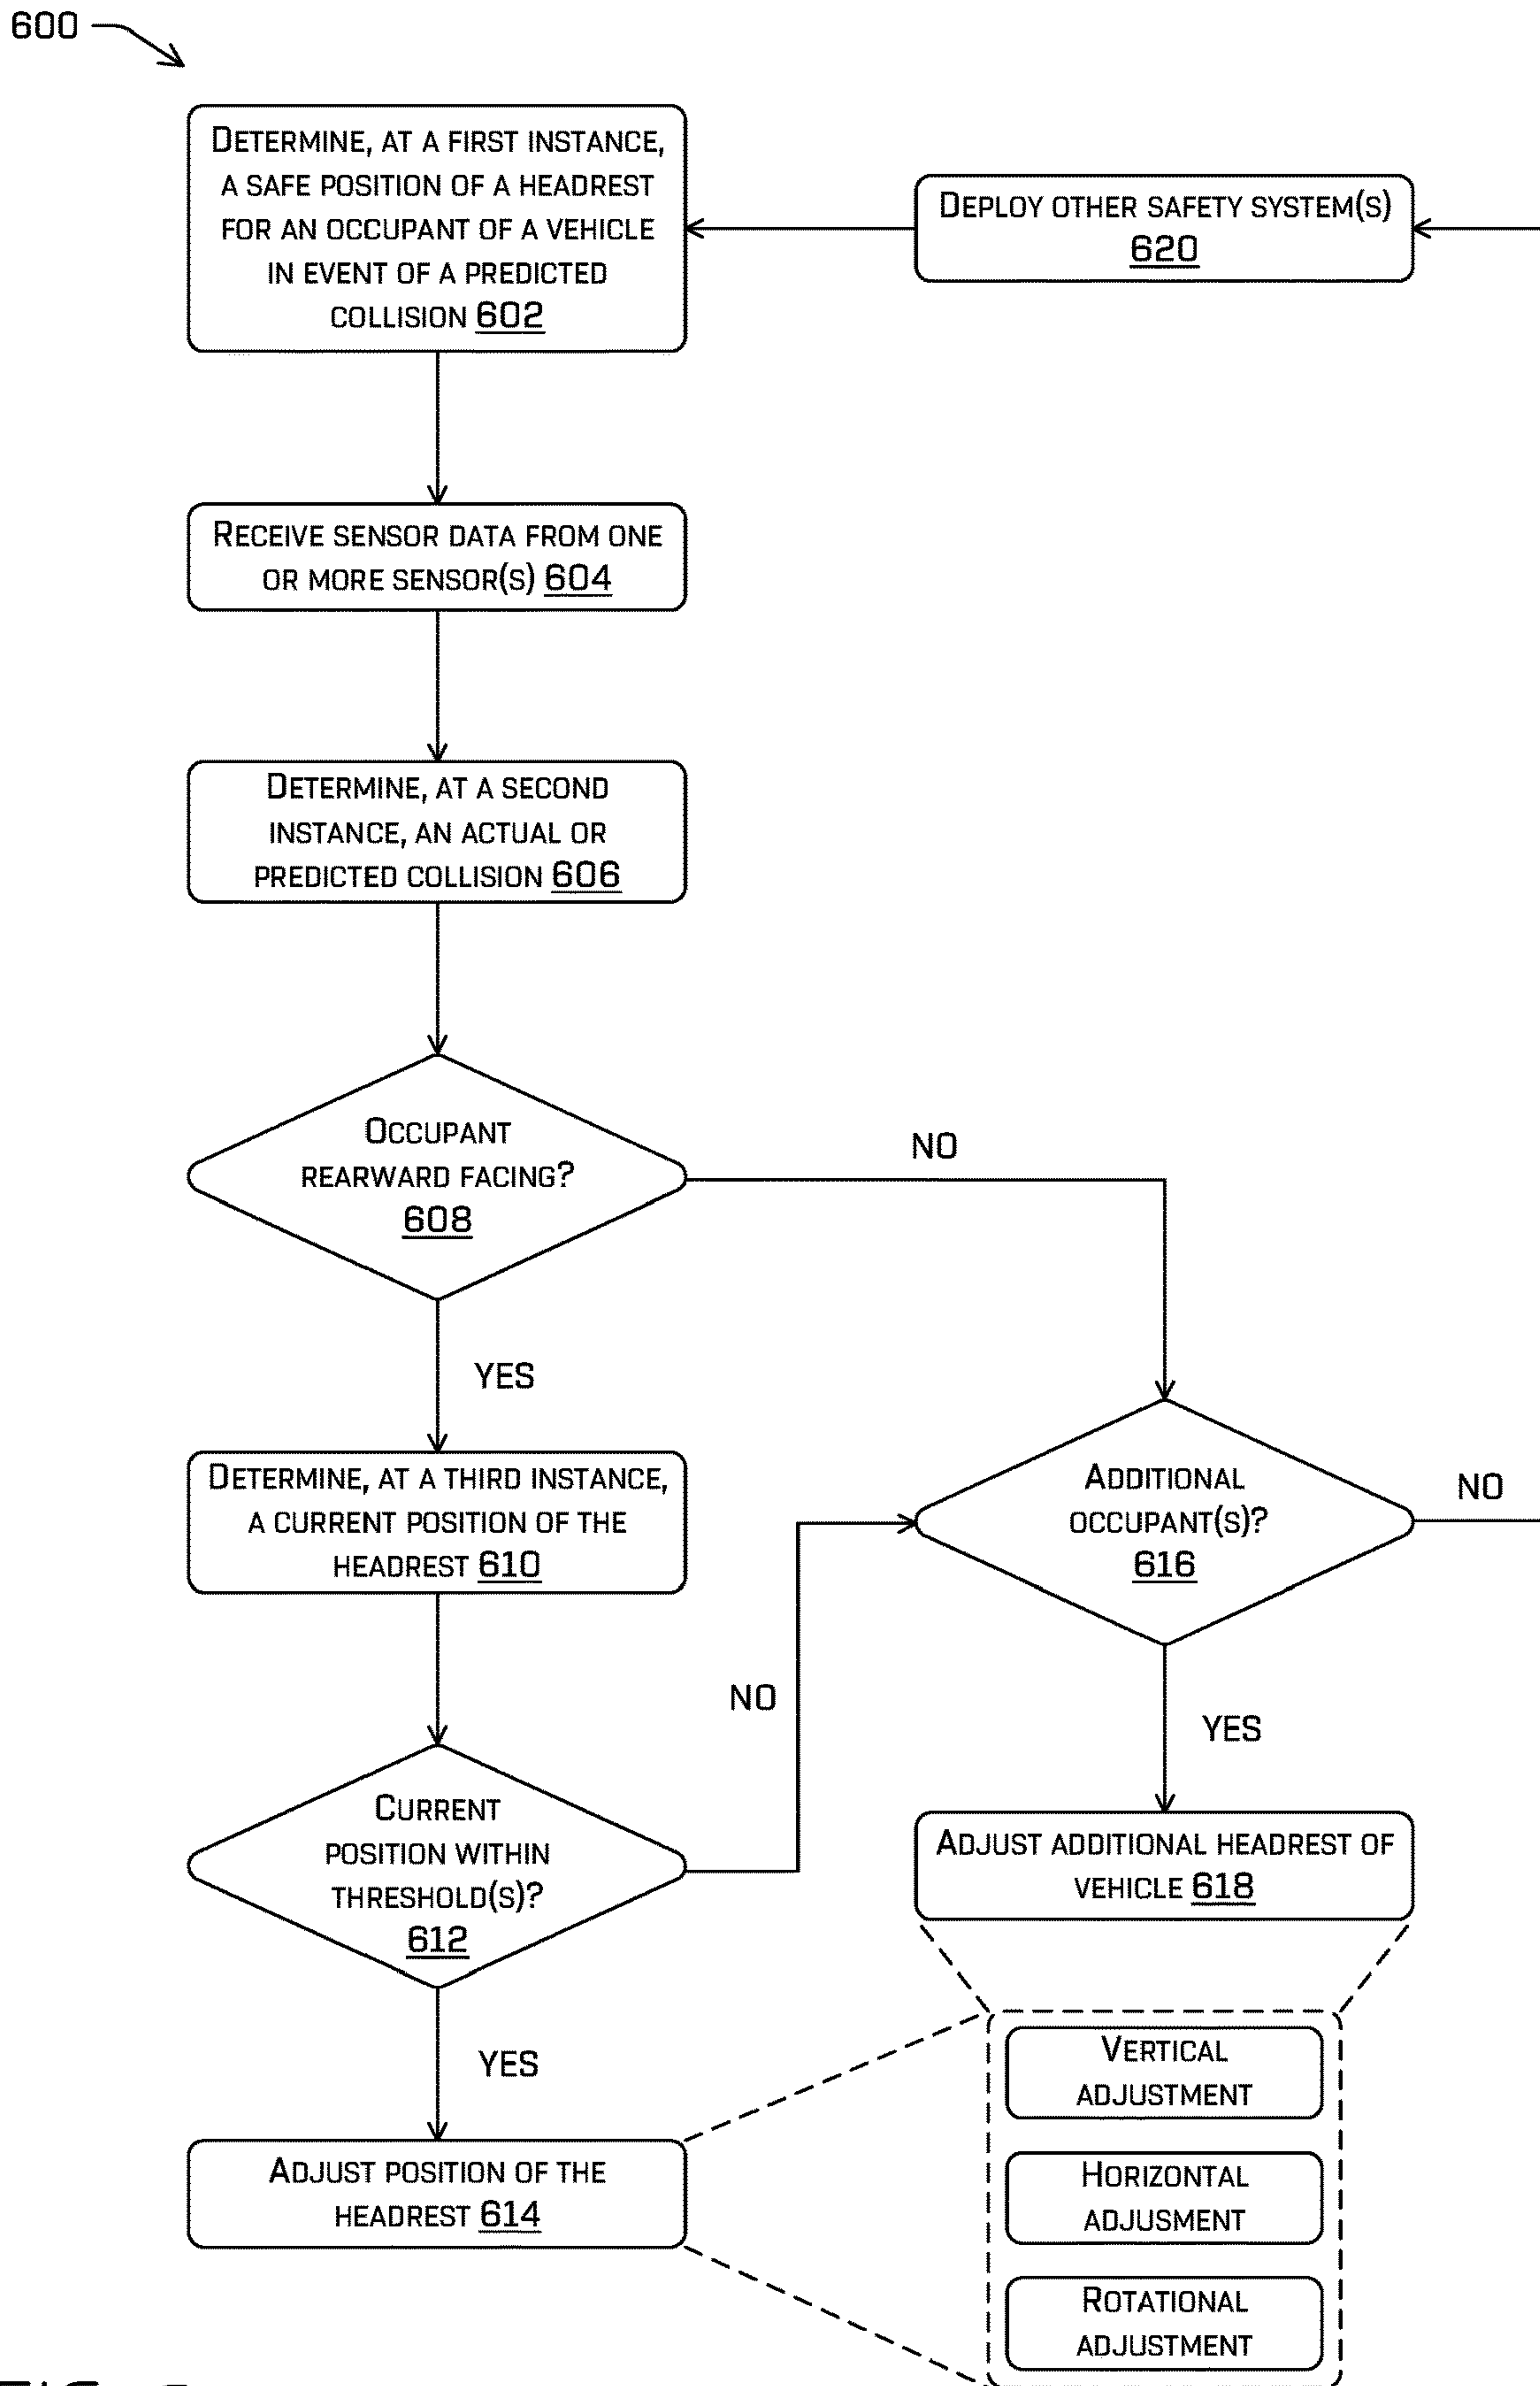 600
DETERMINE, AT A FIRST INSTANCE,
A SAFE POSITION OF A HEADREST
FOR AN OCCUPANT OF A VEHICLE
IN EVENT OF A PREDICTED
COLLISION 602
DEPLOY OTHER SAFETY SYSTEM(S)
620
RECEIVE SENSOR DATA FROM ONE
OR MORE SENSOR(S) 604
DETERMINE, AT A SECOND
INSTANCE, AN ACTUAL OR
PREDICTED COLLISION 606
OCCUPANT
REARWARD FACING?
608
NO
YES
DETERMINE, AT A THIRD INSTANCE,
A CURRENT POSITION OF THE
HEADREST 610
ADDITIONAL
OCCUPANT(S)?
616
NO
NO
YES
CURRENT
POSITION WITHIN
THRESHOLD(S)?
612
ADJUST ADDITIONAL HEADREST OF
VEHICLE 618
YES
ADJUST POSITION OF THE
HEADREST 614
VERTICAL
ADJUSTMENT
HORIZONTAL
ADJUSMENT
ROTATIONAL
ADJUSTMENT